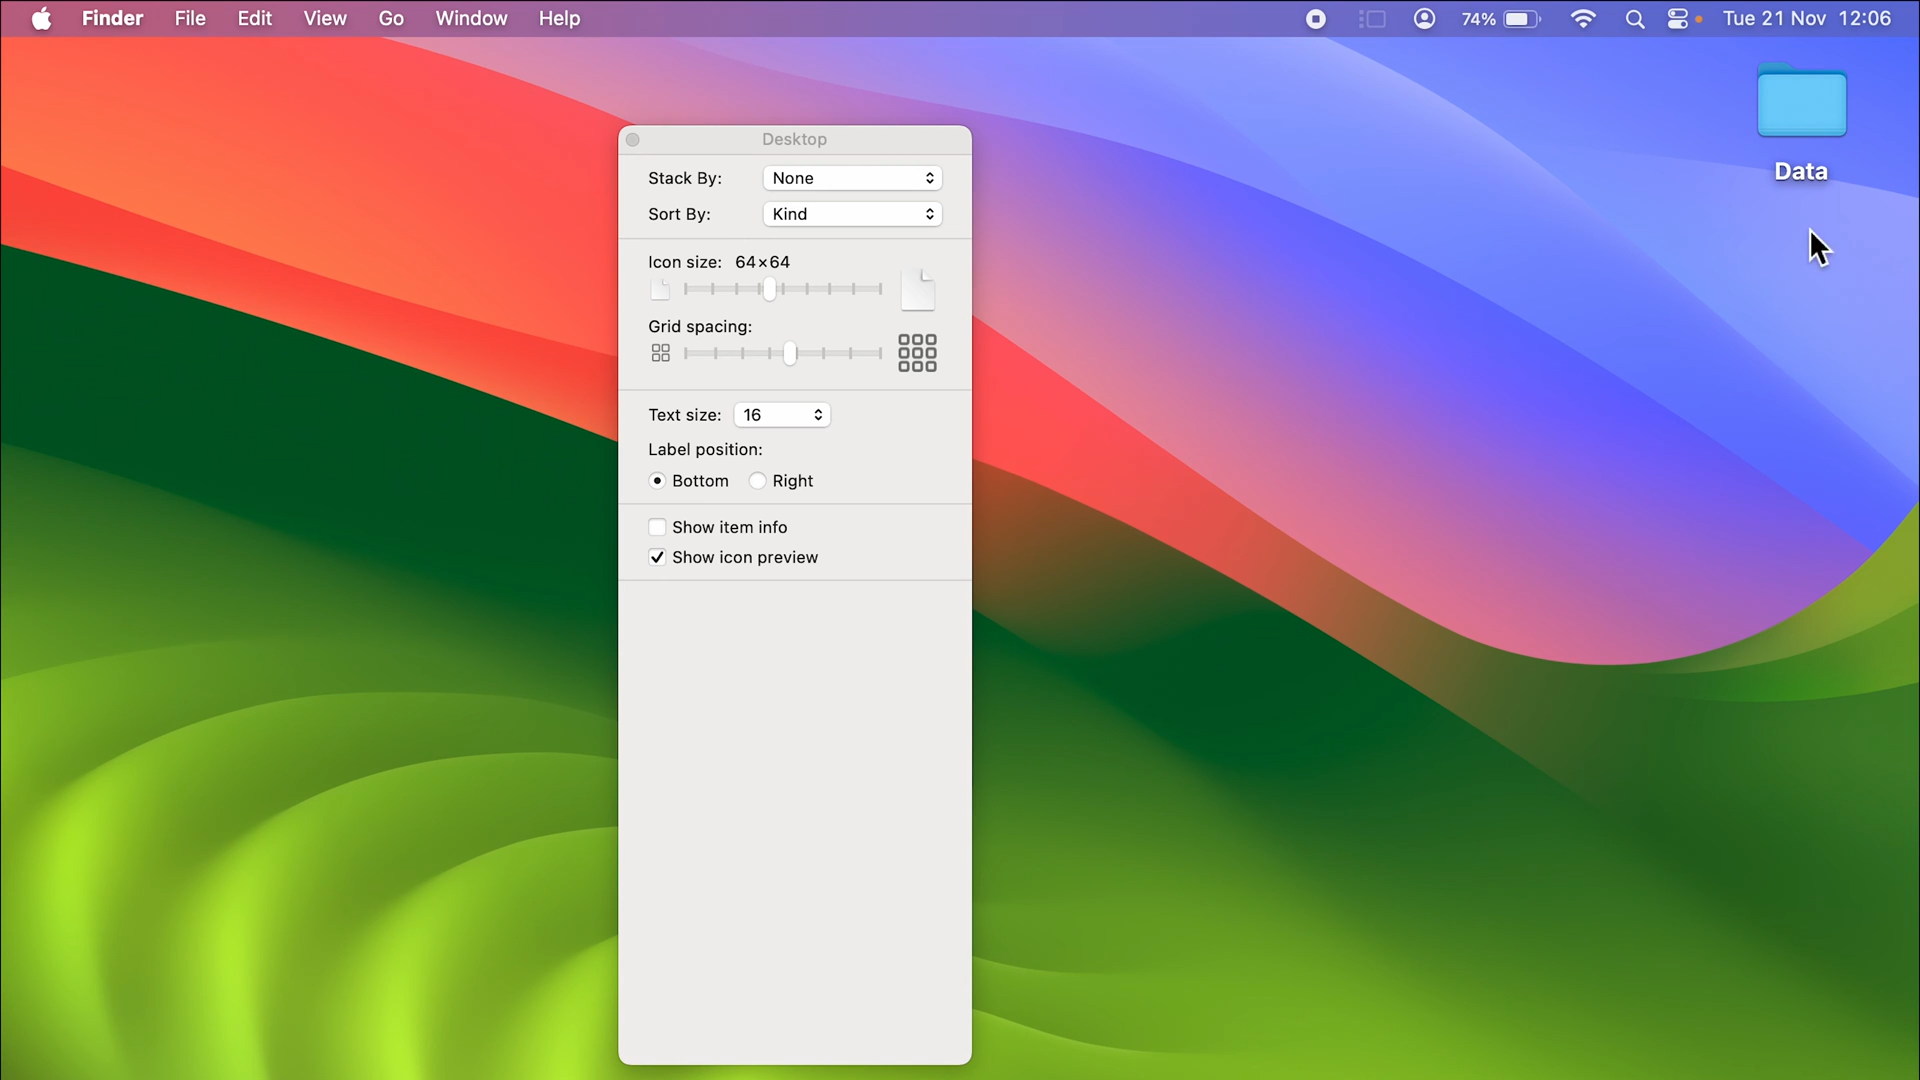 Finder File Edit View Go Window Help 74% Tue 21 Nov 12:06
Data
Desktop
Stack By: None
Sort By: Kind
Icon size: 64×64
Grid spacing:
Text size: 16
Label position:
Bottom Right
Show item info
Show icon preview